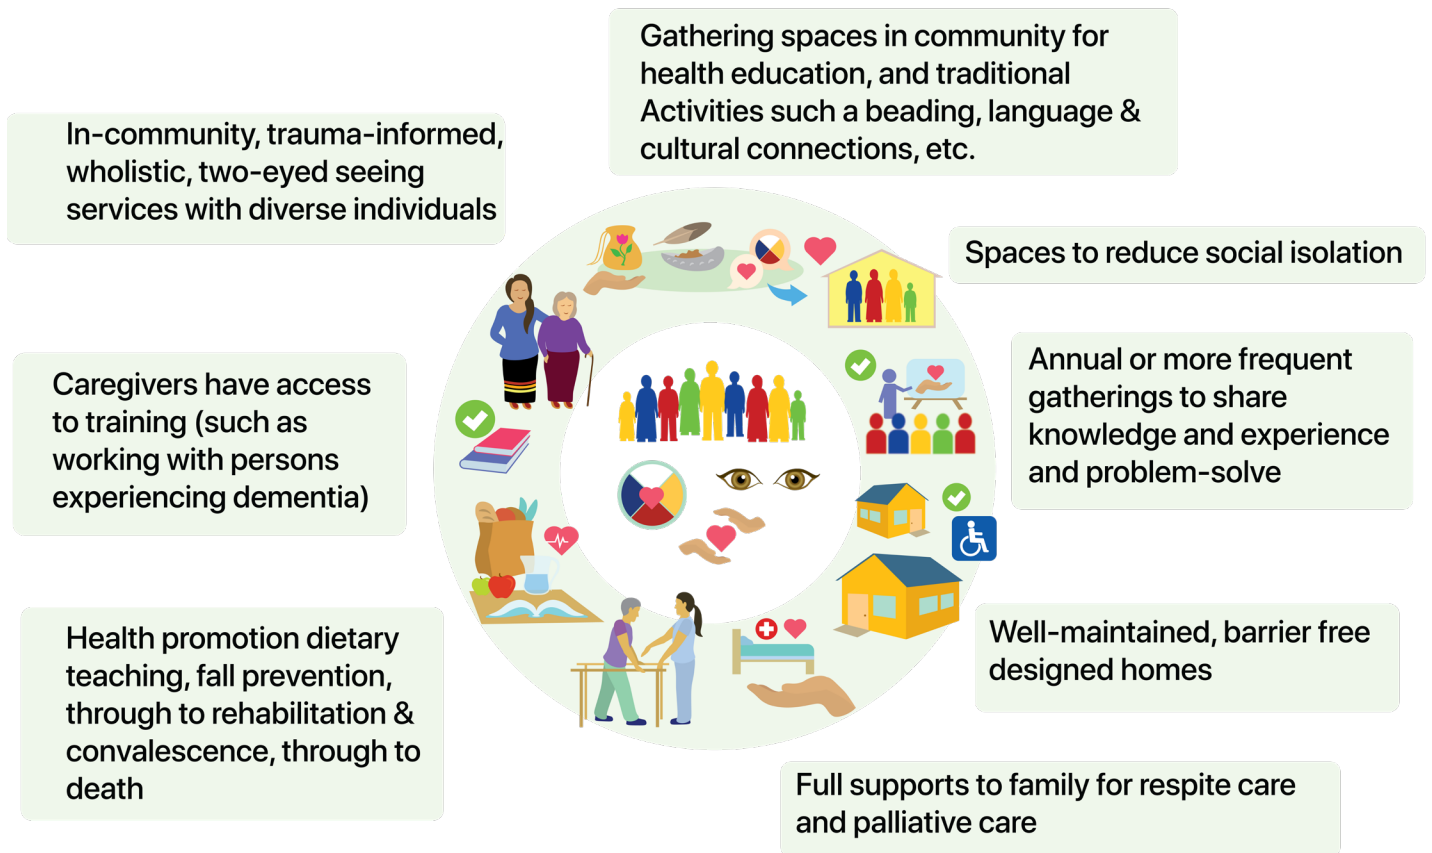 Gathering spaces in community for
health education, and traditional
Activities such a beading, language &
cultural connections, etc.
In-community, trauma-informed,
wholistic, two-eyed seeing
services with diverse individuals
Spaces to reduce social isolation
Annual or more frequent
gatherings to share
knowledge and experience
and problem-solve
Caregivers have access
to training (such as
working with persons
experiencing dementia)
Well-maintained, barrier free
designed homes
Health promotion dietary
teaching, fall prevention,
through to rehabilitation &
convalescence, through to
death
Full supports to family for respite care
and palliative care